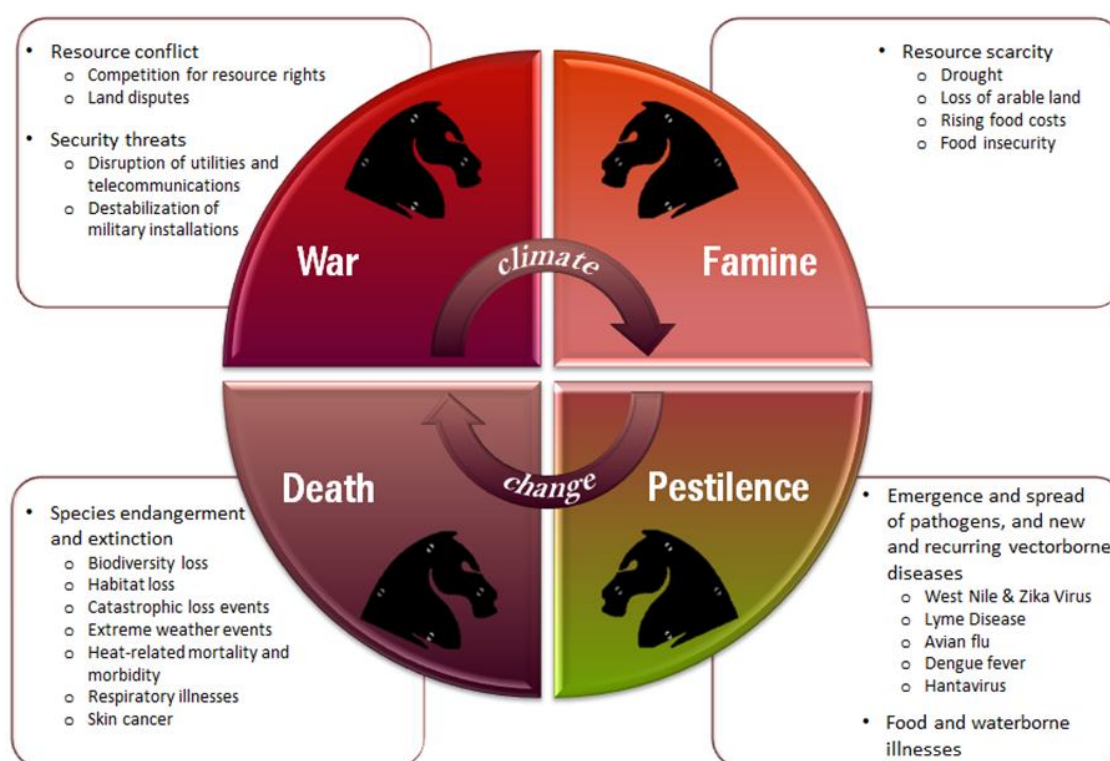 • Resource conflict
o Competition for resource rights
o Land disputes
• Security threats
o Disruption of utilities and
telecommunications
o Destabilization of
military installations
• Resource scarcity
o Drought
o Loss of arable land
o Rising food costs
o Food insecurity
War
Famine
climate
change
Death
Pestilence
• Species endangerment
and extinction
o Biodiversity loss
o Habitat loss
o Catastrophic loss events
o Extreme weather events
o Heat-related mortality and
morbidity
o Respiratory illnesses
o Skin cancer
• Emergence and spread
of pathogens, and new
and recurring vectorborne
diseases
o West Nile & Zika Virus
o Lyme Disease
o Avian flu
o Dengue fever
o Hantavirus
• Food and waterborne
illnesses